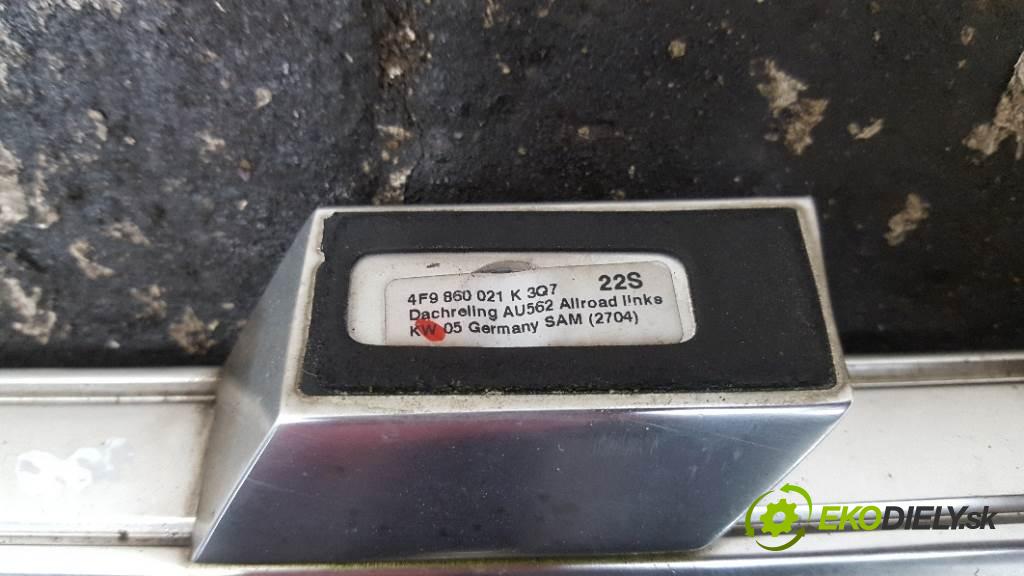 4F9 860 021 K 3Q7 22S
Dachreling AU562 Allroad links
KW 05 Germany SAM (2704)
EKODIELY.sk